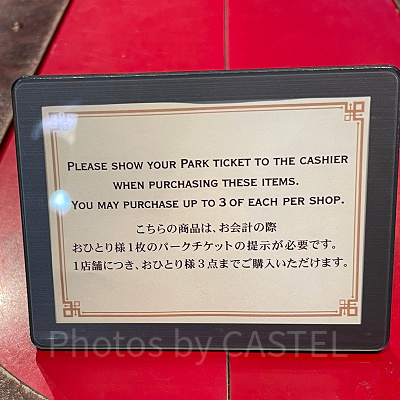 PLEASE SHOW YOUR PARK TICKET TO THE CASHIER
WHEN PURCHASING THESE ITEMS.
YOU MAY PURCHASE UP TO 3 OF EACH PER SHOP.
こちらの商品は、お会計の際
おひとり様1枚のパークチケットの提示が必要です。
1店舗につき、おひとり様3点までご購入いただけます。
Photos by CASTEL